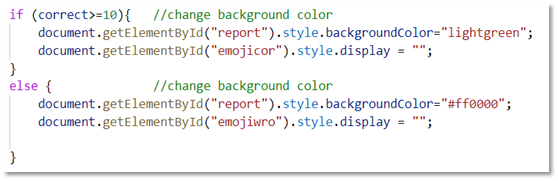 if (correct>=10){   //change background color
    document.getElementById("report").style.backgroundColor="lightgreen";
    document.getElementById("emojicor").style.display = "";
}
else {              //change background color
    document.getElementById("report").style.backgroundColor="#ff0000";
    document.getElementById("emojiwro").style.display = "";
}